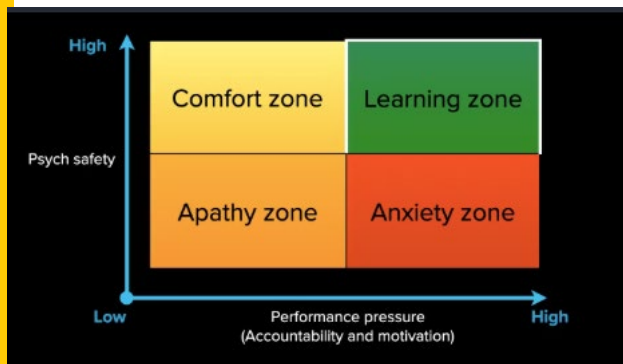 High
Comfort zone
Learning zone
Psych safety
Apathy zone
Anxiety zone
Low
Performance pressure
(Accountability and motivation)
High